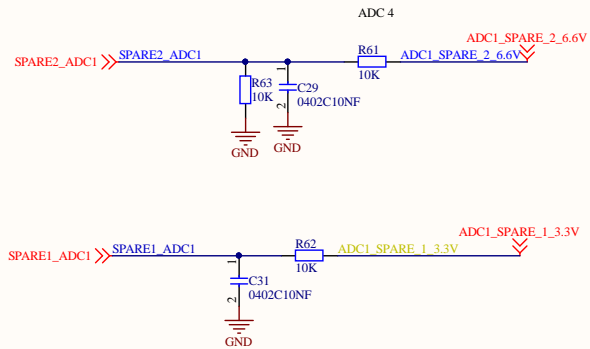 ADC 4
ADC1_SPARE_2_6.6V
SPARE2_ADC1
SPARE2_ADC1
R61
ADC1_SPARE_2_6.6V
10K
1
R63
10K
C29
0402C10NF
2
GND
GND
ADC1_SPARE_1_3.3V
SPARE1_ADC1
SPARE1_ADC1
R62
ADC1_SPARE_1_3.3V
10K
1
C31
0402C10NF
2
GND